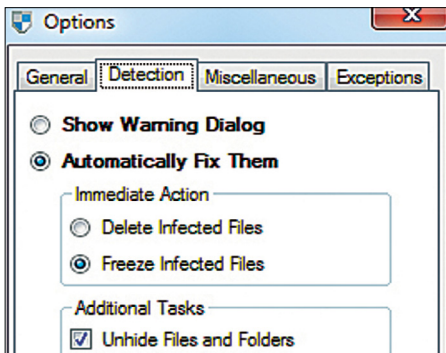 Options
General Detection Miscellaneous Exceptions
Show Warning Dialog
Automatically Fix Them
Immediate Action
Delete Infected Files
Freeze Infected Files
Additional Tasks
Unhide Files and Folders